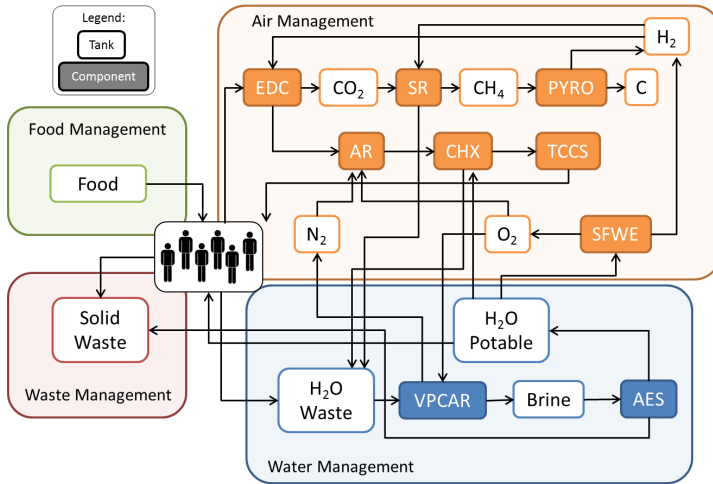 Legend:
Tank
Component
Air Management
H₂
EDC
CO₂
SR
CH₄
PYRO
C
Food Management
Food
AR
CHX
TCCS
N₂
O₂
SFWE
Solid
Waste
Waste Management
H₂O
Potable
H₂O
Waste
VPCAR
Brine
AES
Water Management